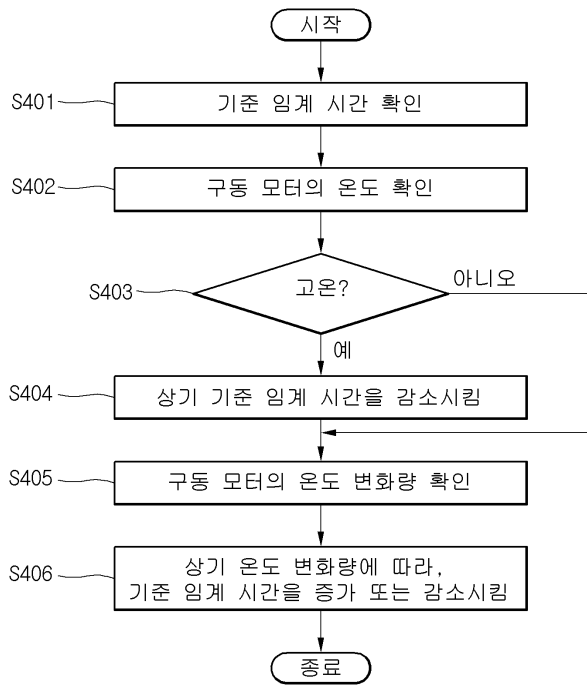 시작
S401
기준 임계 시간 확인
S402
구동 모터의 온도 확인
S403
고온?
아니오
예
S404
상기 기준 임계 시간을 감소시킴
S405
구동 모터의 온도 변화량 확인
S406
상기 온도 변화량에 따라,
기준 임계 시간을 증가 또는 감소시킴
종료